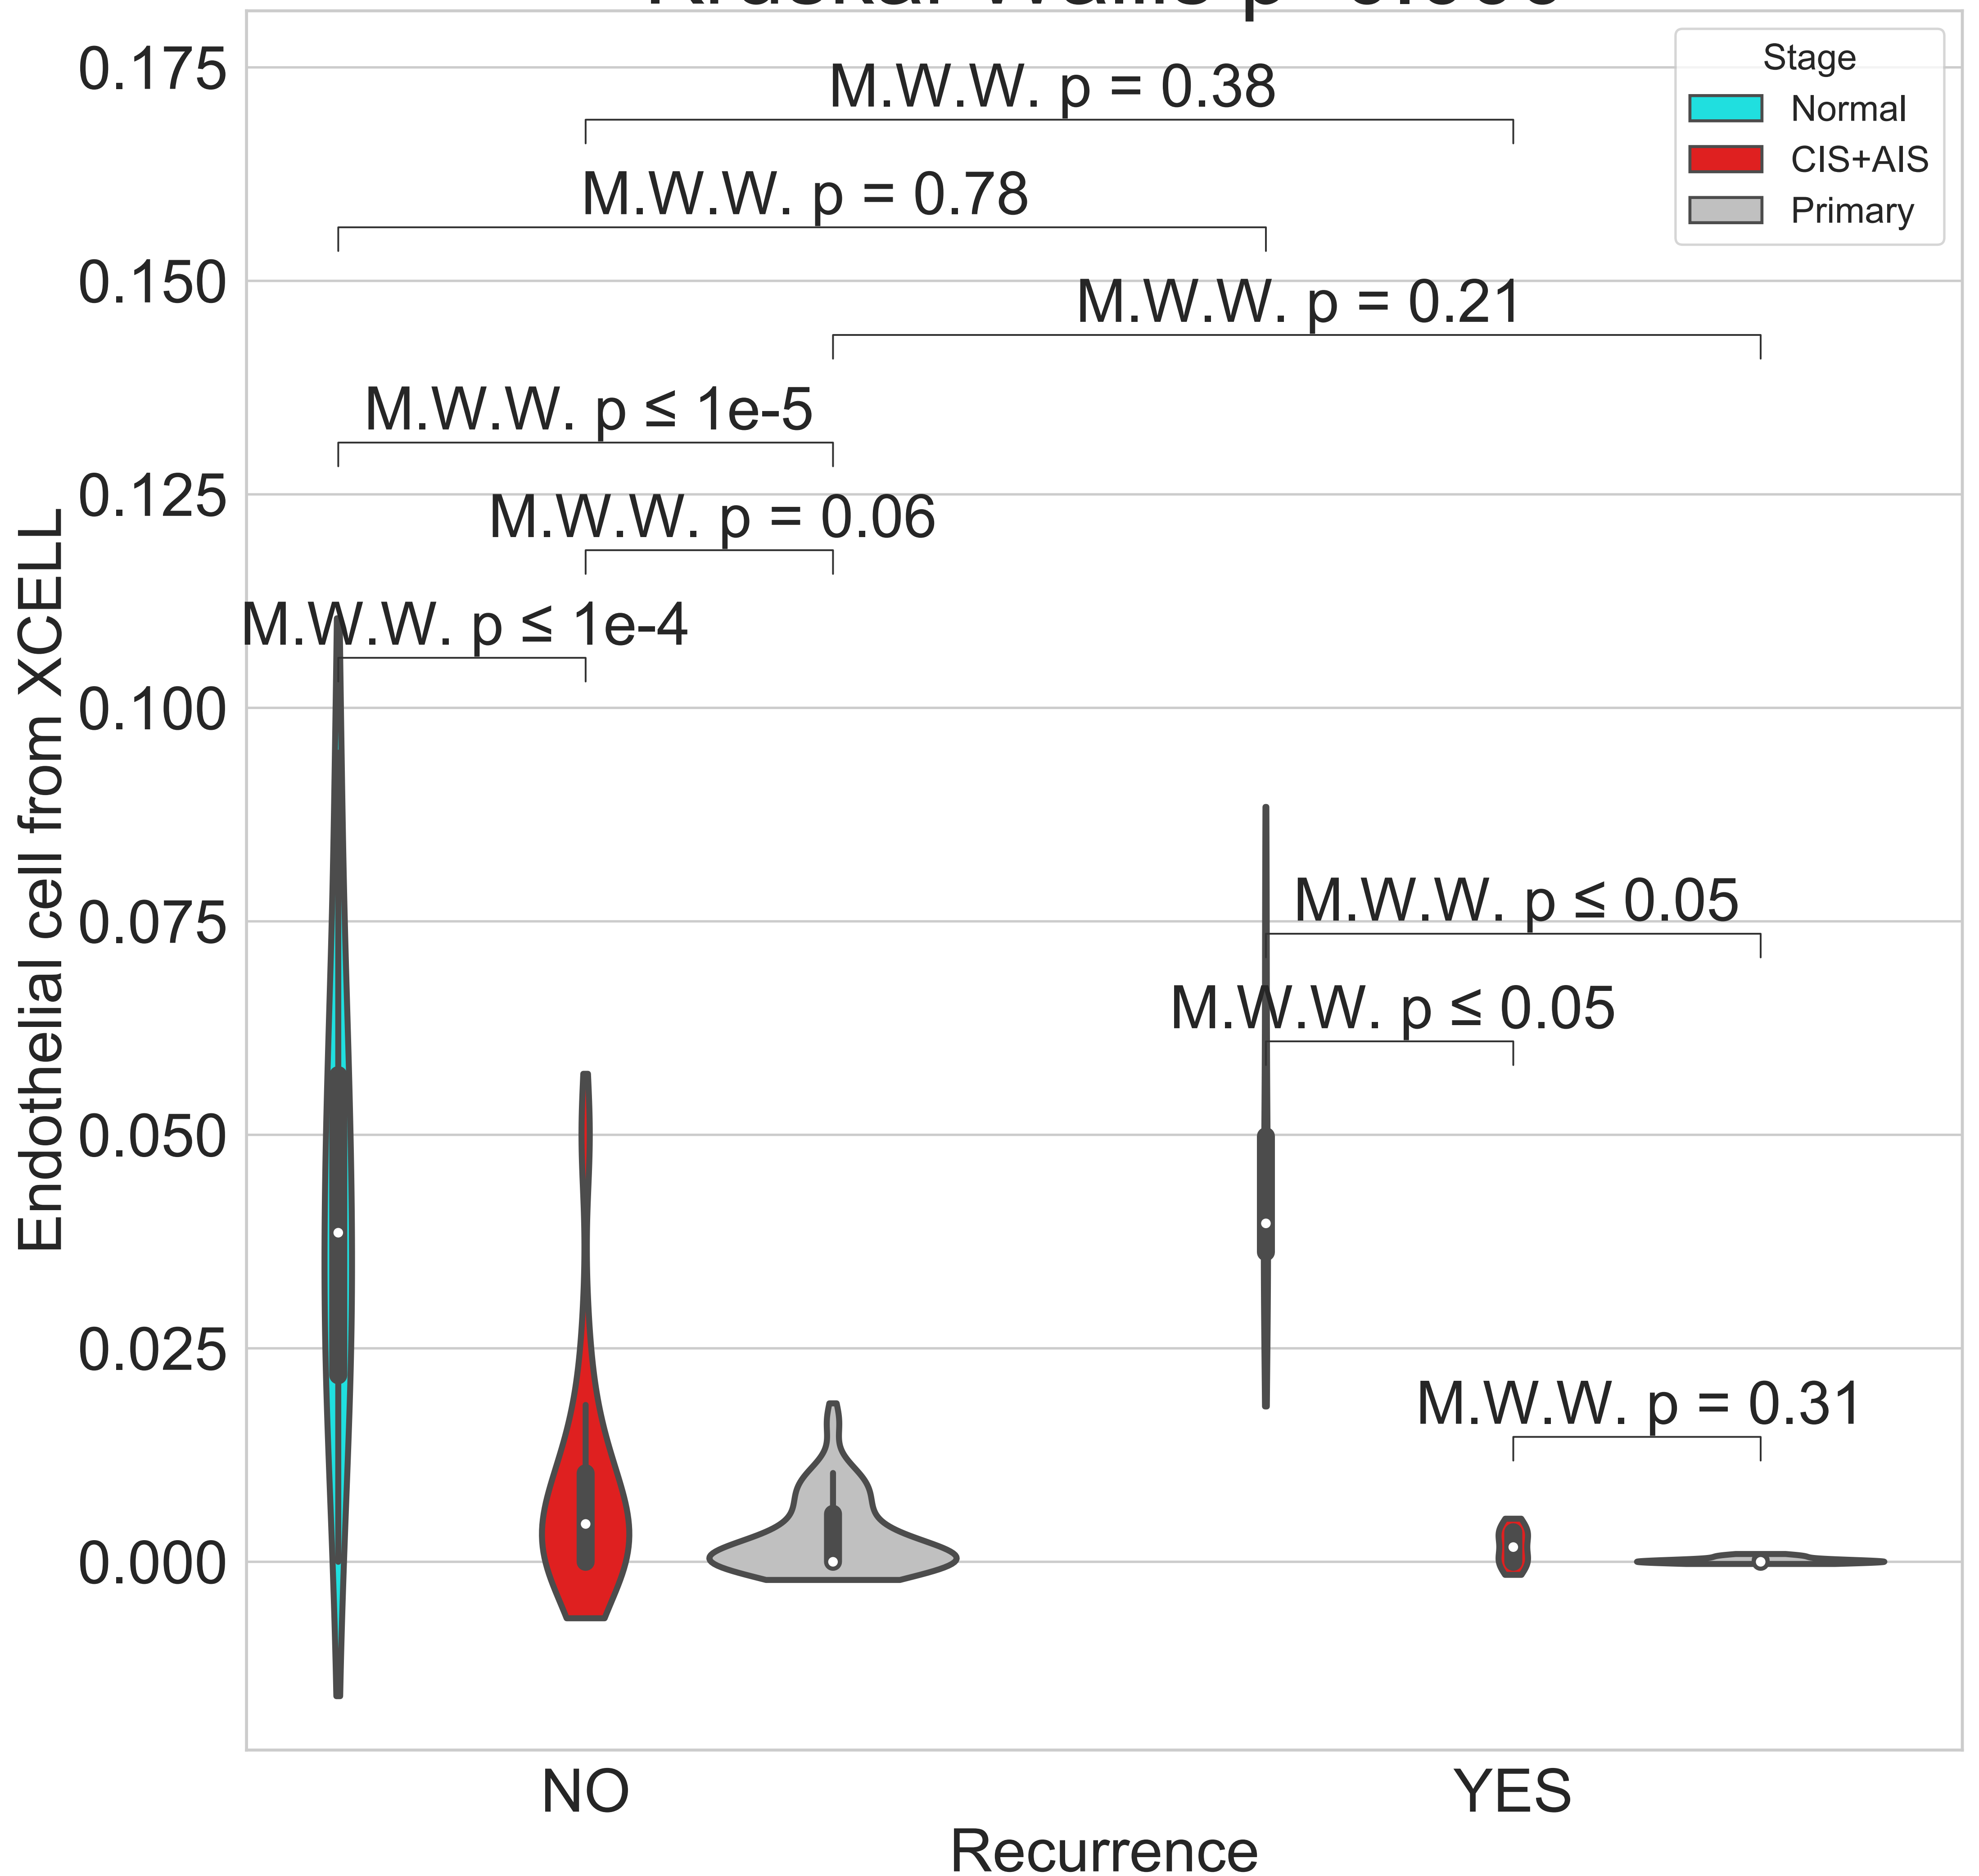 Stage
Normal
CIS+AIS
Primary
M.W.W. p = 0.38
M.W.W. p = 0.78
M.W.W. p = 0.21
M.W.W. p ≤ 1e-5
M.W.W. p = 0.06
M.W.W. p ≤ 1e-4
M.W.W. p ≤ 0.05
M.W.W. p ≤ 0.05
M.W.W. p = 0.31
0.175
0.150
0.125
0.100
0.075
0.050
0.025
0.000
Endothelial cell from XCELL
NO
YES
Recurrence